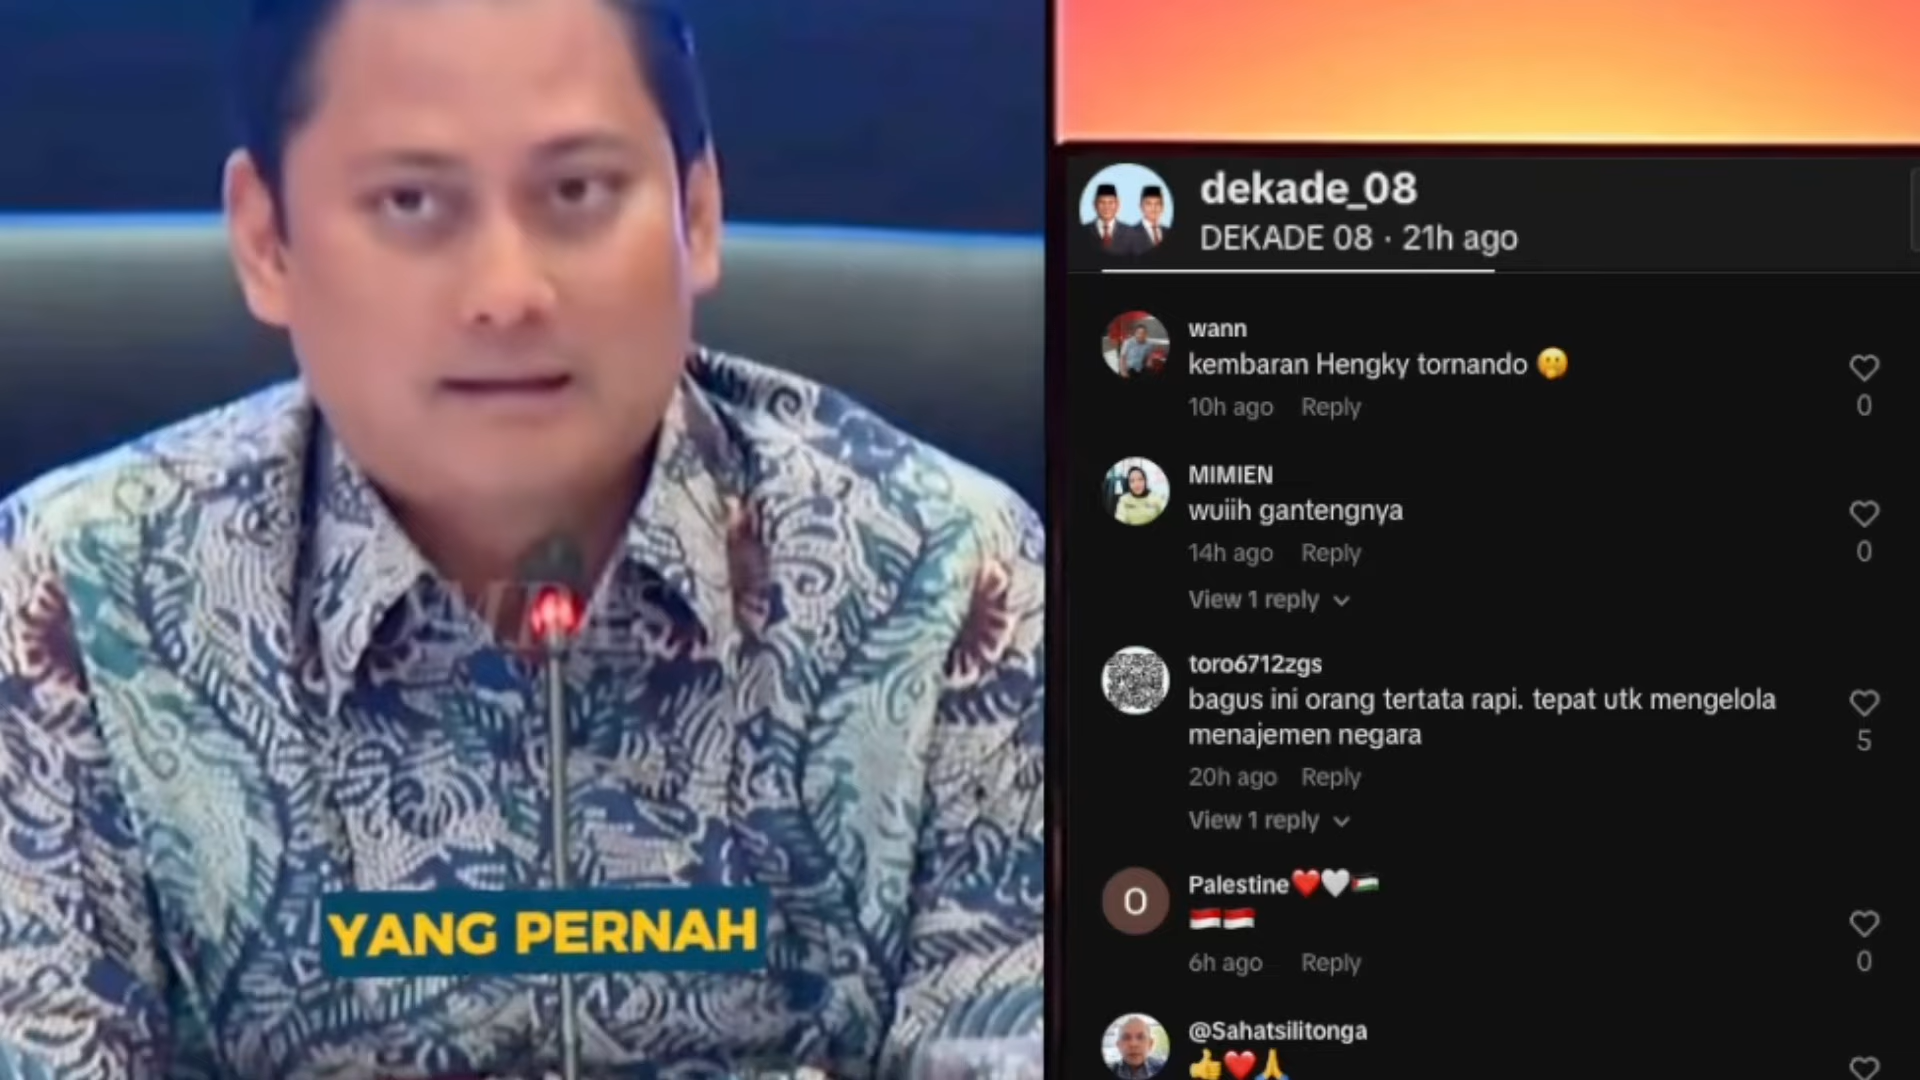 YANG PERNAH
dekade_08
DEKADE 08 · 21h ago
wann
kembaran Hengky tornando 🤫
10h ago Reply
0
MIMIEN
wuiih gantengnya
14h ago Reply
0
View 1 reply
toro6712zgs
bagus ini orang tertata rapi. tepat utk mengelola
menajemen negara
5
20h ago Reply
View 1 reply
O
Palestine❤️🤍🇵🇸
🇮🇩🇮🇩
6h ago Reply
0
@Sahatsilitonga
👍❤️🙏